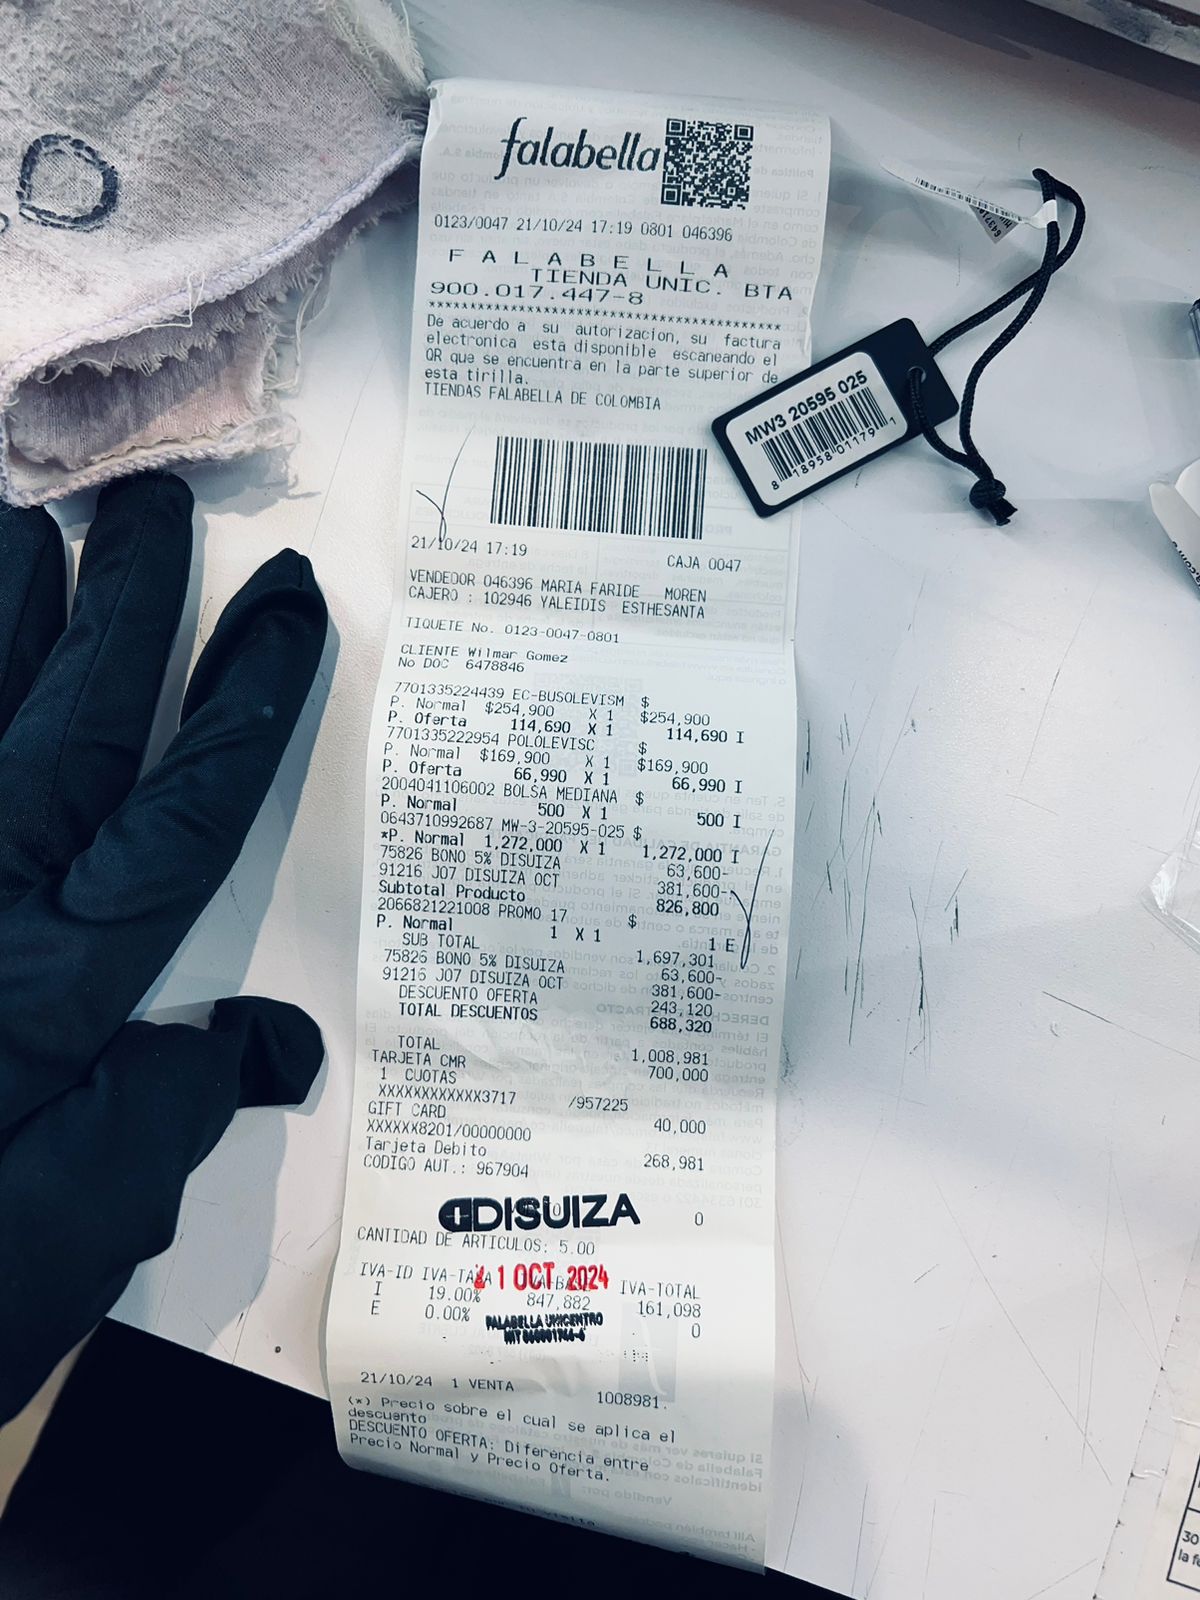 falabella
0123/0047 21/10/24 17:19 0801 046396
FALABELLA
TIENDA UNIC. BTA
900.017.447-8
******************************************
De acuerdo a su autorizacion, su factura
electronica esta disponible escaneando el
QR que se encuentra en la parte superior de
esta tirilla.
TIENDAS FALABELLA DE COLOMBIA
21/10/24 17:19 CAJA 0047
VENDEDOR 046396 MARIA FARIDE MOREN
CAJERO : 102946 YALEIDIS ESTHESANTA
TIQUETE No. 0123-0047-0801
CLIENTE Wilmar Gomez
No DOC 6478846
7701335224439 EC-BUSOLEVISM $
P. Normal $254,900 X 1 $254,900
P. Oferta 114,690 X 1 114,690 I
7701335222954 POLOLEVISC $
P. Normal $169,900 X 1 $169,900
P. Oferta 66,990 X 1 66,990 I
2004041106002 BOLSA MEDIANA $
P. Normal 500 X 1 500 I
0643710992687 MW-3-20595-025 $
*P. Normal 1,272,000 X 1 1,272,000 I
75826 BONO 5% DISUIZA 63,600-
91216 J07 DISUIZA OCT 381,600-
Subtotal Producto 826,800
2066821221008 PROMO 17 $
P. Normal 1 X 1 1 E
SUB TOTAL 1,697,301
75826 BONO 5% DISUIZA 63,600-
91216 J07 DISUIZA OCT 381,600-
DESCUENTO OFERTA 243,120
TOTAL DESCUENTOS 688,320
TOTAL 1,008,981
TARJETA CMR 700,000
1 CUOTAS
XXXXXXXXXXXX3717 /957225
GIFT CARD 40,000
XXXXXX8201/00000000
Tarjeta Debito 268,981
CODIGO AUT.: 967904
DISUIZA
0
CANTIDAD DE ARTICULOS: 5.00
21 OCT 2024
IVA-ID IVA-TASA IVA-BASE IVA-TOTAL
I 19.00% 847,882 161,098
E 0.00% 0
FALABELLA UNICENTRO
21/10/24 1 VENTA 1008981.
(*) Precio sobre el cual se aplica el
descuento
DESCUENTO OFERTA: Diferencia entre
Precio Normal y Precio Oferta.
MW3 20595 025
8 18958 01179 1